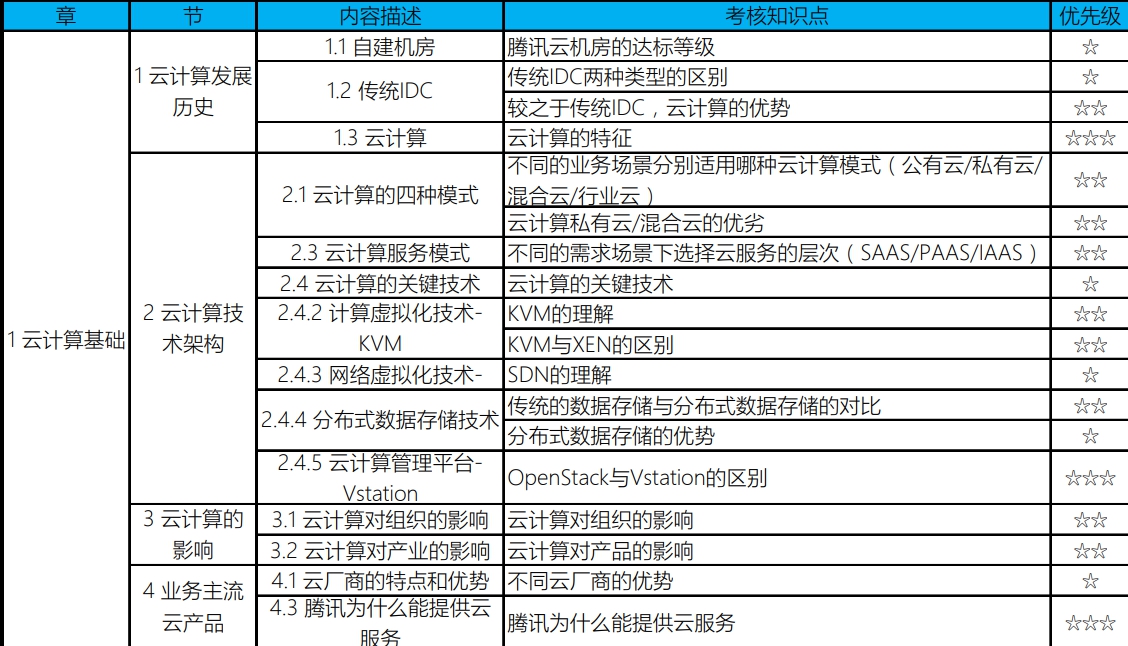 章 节 内容描述 考核知识点 优先级
1 云计算基础
1 云计算发展
历史
1.1 自建机房 腾讯云机房的达标等级 ☆
1.2 传统IDC 传统IDC两种类型的区别 ☆
较之于传统IDC，云计算的优势 ☆☆
1.3 云计算 云计算的特征 ☆☆☆
2 云计算技
术架构
2.1 云计算的四种模式
不同的业务场景分别适用哪种云计算模式（公有云/私有云/
混合云/行业云） ☆☆
云计算私有云/混合云的优劣 ☆☆
2.3 云计算服务模式 不同的需求场景下选择云服务的层次（SAAS/PAAS/IAAS） ☆☆
2.4 云计算的关键技术 云计算的关键技术 ☆
2.4.2 计算虚拟化技术-
KVM
KVM的理解 ☆☆
KVM与XEN的区别 ☆☆
2.4.3 网络虚拟化技术- SDN的理解 ☆
2.4.4 分布式数据存储技术
传统的数据存储与分布式数据存储的对比 ☆☆
分布式数据存储的优势 ☆
2.4.5 云计算管理平台-
Vstation
OpenStack与Vstation的区别 ☆☆☆
3 云计算的
影响
3.1 云计算对组织的影响 云计算对组织的影响 ☆☆
3.2 云计算对产业的影响 云计算对产品的影响 ☆☆
4 业务主流
云产品
4.1 云厂商的特点和优势 不同云厂商的优势 ☆
4.3 腾讯为什么能提供云
服务
腾讯为什么能提供云服务 ☆☆☆